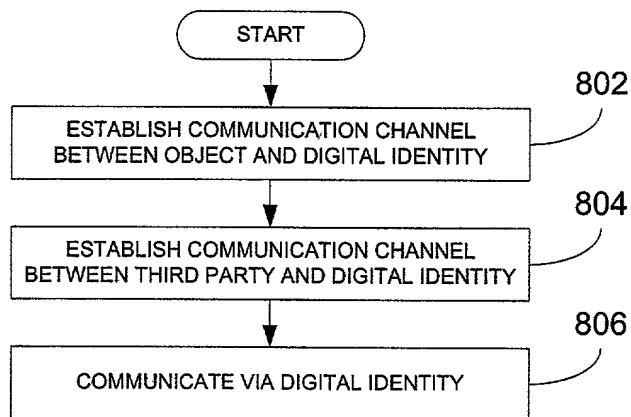 START
802
ESTABLISH COMMUNICATION CHANNEL
BETWEEN OBJECT AND DIGITAL IDENTITY
804
ESTABLISH COMMUNICATION CHANNEL
BETWEEN THIRD PARTY AND DIGITAL IDENTITY
806
COMMUNICATE VIA DIGITAL IDENTITY